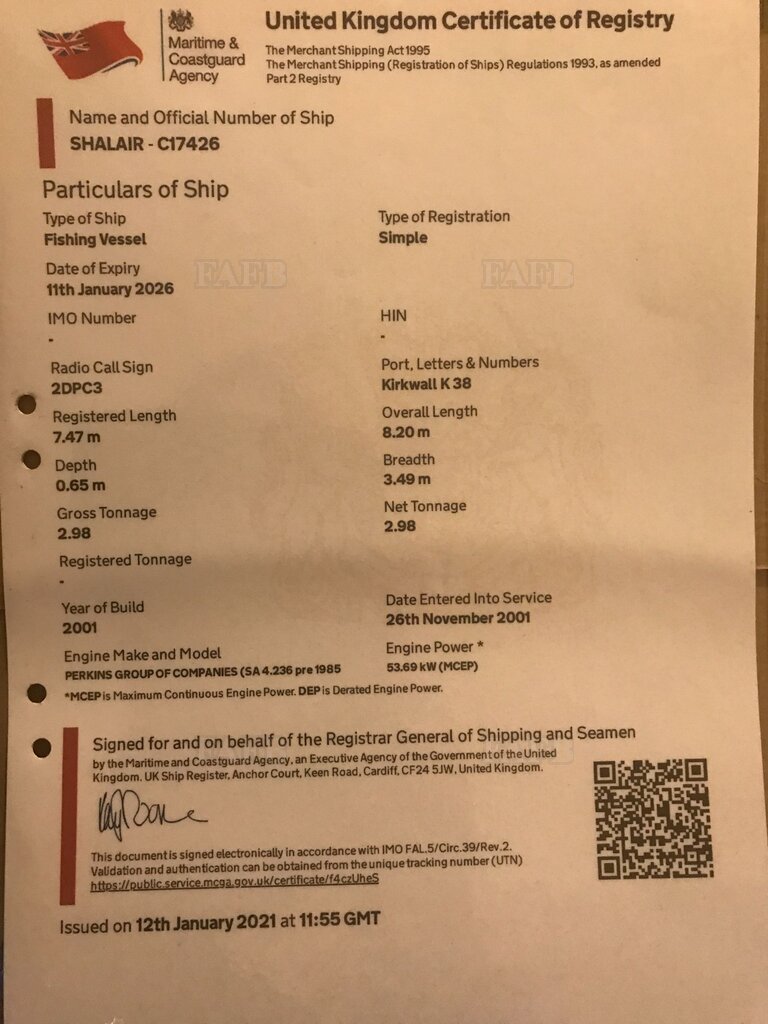 Maritime &
Coastguard
Agency
United Kingdom Certificate of Registry
The Merchant Shipping Act 1995
The Merchant Shipping (Registration of Ships) Regulations 1993, as amended
Part 2 Registry
Name and Official Number of Ship
SHALAIR - C17426
Particulars of Ship
Type of Ship
Fishing Vessel
Type of Registration
Simple
Date of Expiry
11th January 2026
FAFB
FAFB
IMO Number
-
HIN
-
Radio Call Sign
2DPC3
Port, Letters & Numbers
Kirkwall K 38
Registered Length
7.47 m
Overall Length
8.20 m
Depth
0.65 m
Breadth
3.49 m
Gross Tonnage
2.98
Net Tonnage
2.98
Registered Tonnage
-
Year of Build
2001
Date Entered Into Service
26th November 2001
Engine Make and Model
PERKINS GROUP OF COMPANIES (SA 4.236 pre 1985
Engine Power *
53.69 kW (MCEP)
*MCEP is Maximum Continuous Engine Power. DEP is Derated Engine Power.
Signed for and on behalf of the Registrar General of Shipping and Seamen
by the Maritime and Coastguard Agency, an Executive Agency of the Government of the United
Kingdom. UK Ship Register, Anchor Court, Keen Road, Cardiff, CF24 5JW, United Kingdom.
This document is signed electronically in accordance with IMO FAL.5/Circ.39/Rev.2.
Validation and authentication can be obtained from the unique tracking number (UTN)
https://public.service.mcga.gov.uk/certificate/f4czUheS
Issued on 12th January 2021 at 11:55 GMT